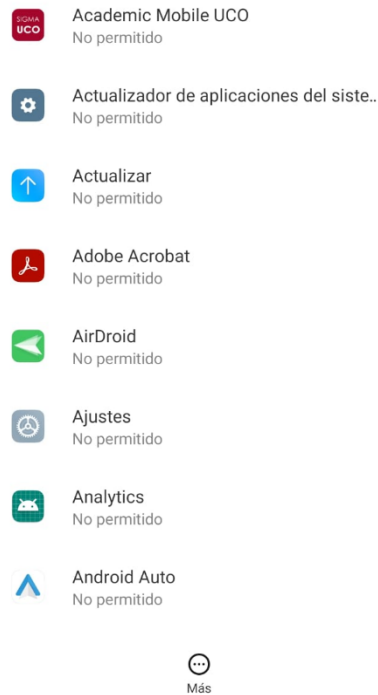 SIGMA
UCO
Academic Mobile UCO
No permitido
Actualizador de aplicaciones del siste..
No permitido
Actualizar
No permitido
Adobe Acrobat
No permitido
AirDroid
No permitido
Ajustes
No permitido
Analytics
No permitido
Android Auto
No permitido
Más